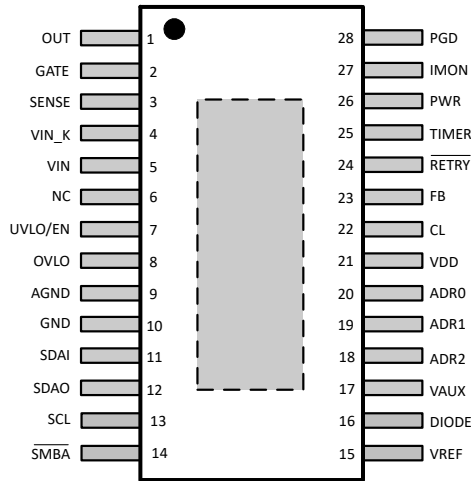 OUT 1 28 PGD
GATE 2 27 IMON
SENSE 3 26 PWR
VIN_K 4 25 TIMER
VIN 5 24 RETRY
NC 6 23 FB
UVLO/EN 7 22 CL
OVLO 8 21 VDD
AGND 9 20 ADR0
GND 10 19 ADR1
SDAI 11 18 ADR2
SDAO 12 17 VAUX
SCL 13 16 DIODE
SMBA 14 15 VREF